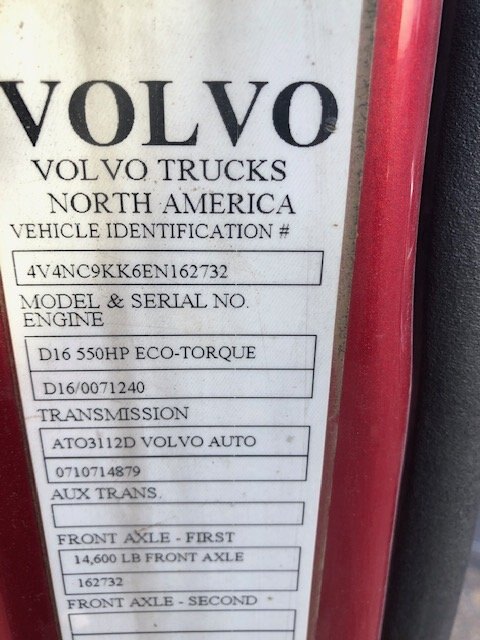 VOLVO
VOLVO TRUCKS
NORTH AMERICA
VEHICLE IDENTIFICATION #
4V4NC9KK6EN162732
MODEL & SERIAL NO.
ENGINE
D16 550HP ECO-TORQUE
D16/0071240
TRANSMISSION
ATO3112D VOLVO AUTO
0710714879
AUX TRANS.
FRONT AXLE - FIRST
14,600 LB FRONT AXLE
162732
FRONT AXLE - SECOND